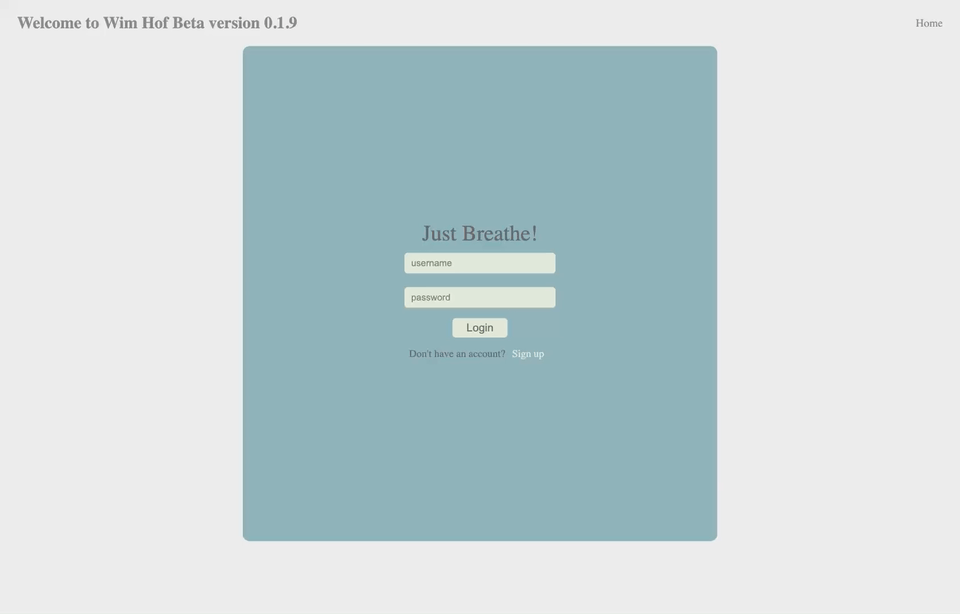 Welcome to Wim Hof Beta version 0.1.9
Home
Just Breathe!
username
password
Login
Don't have an account? Sign up